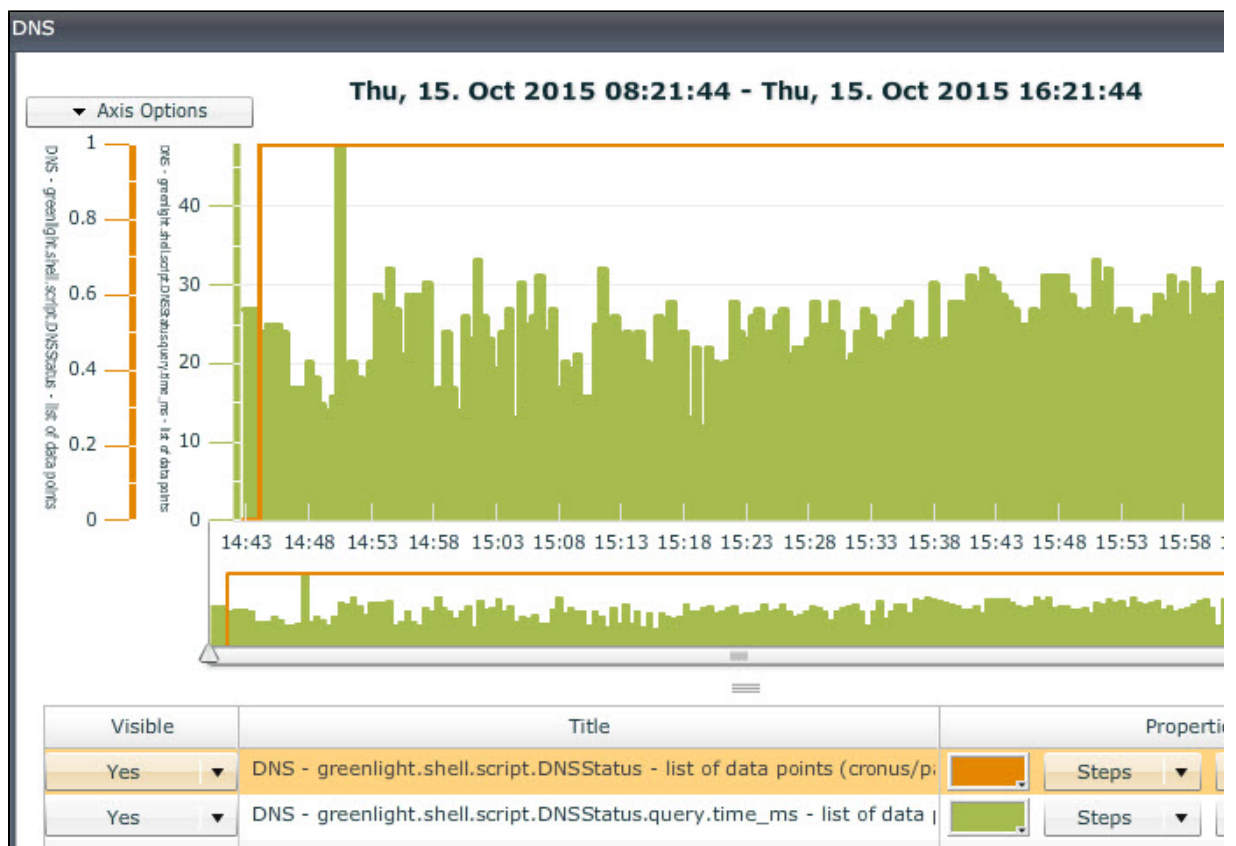 DNS
Thu, 15. Oct 2015 08:21:44 - Thu, 15. Oct 2015 16:21:44
Axis Options
DNS - greenlight.shell.script.DNSStatus - list of data points
1
0.8
0.6
0.4
0.2
0
DNS - greenlight.shell.script.DNSStatus.query.time_ms - list of data points
40
30
20
10
0
14:43 14:48 14:53 14:58 15:03 15:08 15:13 15:18 15:23 15:28 15:33 15:38 15:43 15:48 15:53 15:58
Visible Title Properti
Yes DNS - greenlight.shell.script.DNSStatus - list of data points (cronus/p Steps
Yes DNS - greenlight.shell.script.DNSStatus.query.time_ms - list of data Steps